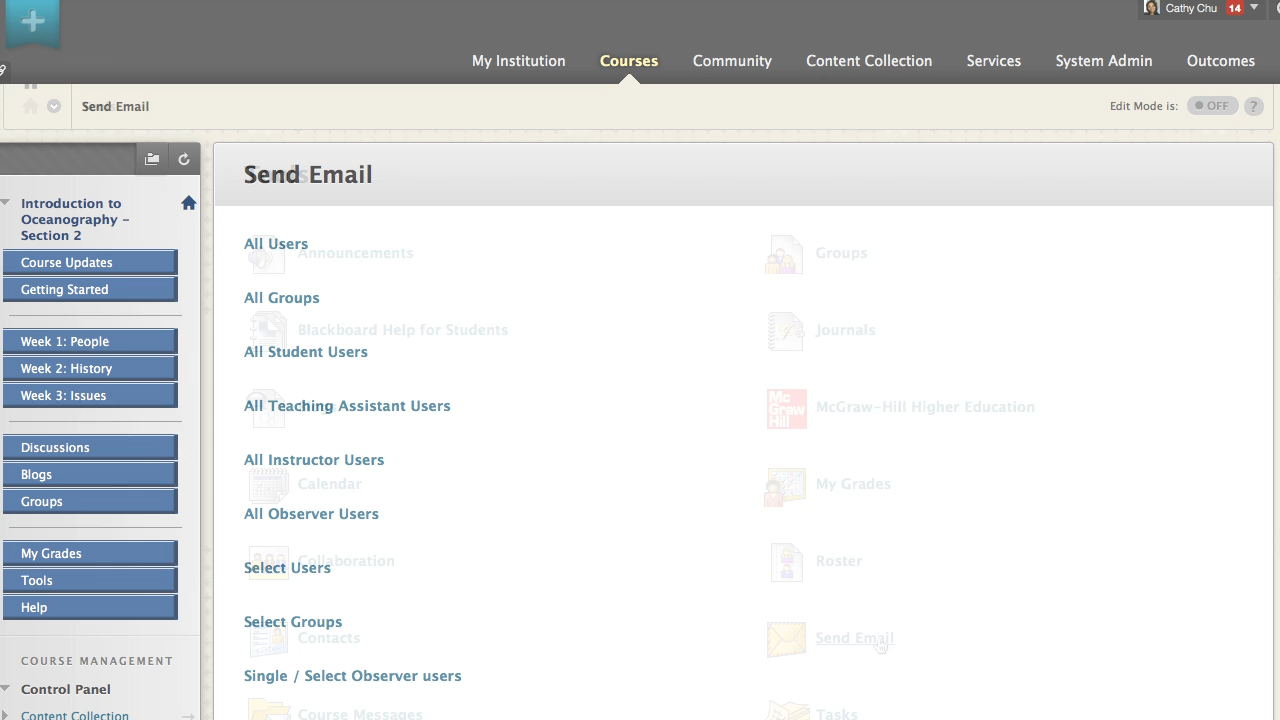 Cathy Chu 14
My Institution Courses Community Content Collection Services System Admin Outcomes
Send Email
Edit Mode is: OFF ?
Send Email
Introduction to
Oceanography -
Section 2
Course Updates
Getting Started
Week 1: People
Week 2: History
Week 3: Issues
Discussions
Blogs
Groups
My Grades
Tools
Help
COURSE MANAGEMENT
Control Panel
Content Collection
All Users
All Groups
All Student Users
All Teaching Assistant Users
All Instructor Users
All Observer Users
Select Users
Select Groups
Single / Select Observer users
Announcements
Blackboard Help for Students
Calendar
Collaboration
Contacts
Course Messages
Groups
Journals
Mc
Graw
Hill
McGraw-Hill Higher Education
My Grades
Roster
Send Email
Tasks